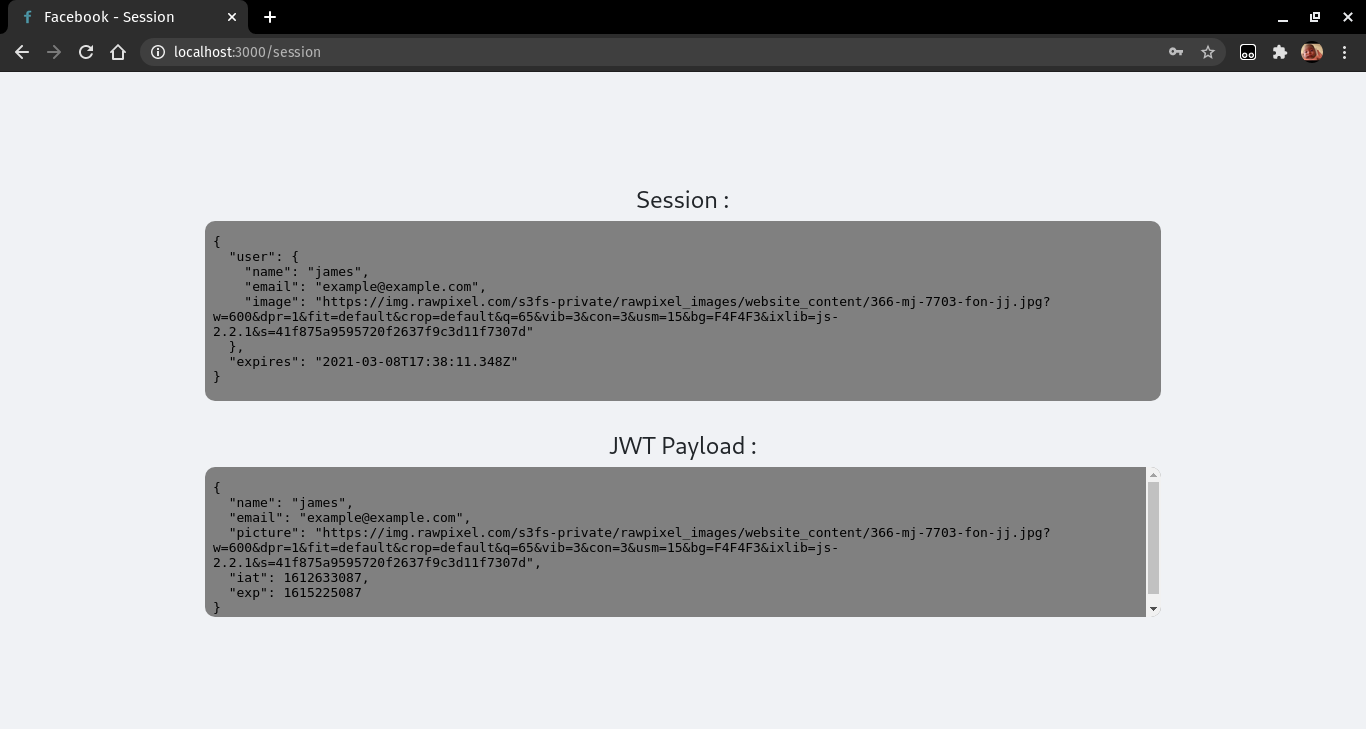 Facebook - Session
localhost:3000/session
Session :
{
  "user": {
    "name": "james",
    "email": "example@example.com",
    "image": "https://img.rawpixel.com/s3fs-private/rawpixel_images/website_content/366-mj-7703-fon-jj.jpg?
w=600&dpr=1&fit=default&crop=default&q=65&vib=3&con=3&usm=15&bg=F4F4F3&ixlib=js-
2.2.1&s=41f875a9595720f2637f9c3d11f7307d"
  },
  "expires": "2021-03-08T17:38:11.348Z"
}
JWT Payload :
{
  "name": "james",
  "email": "example@example.com",
  "picture": "https://img.rawpixel.com/s3fs-private/rawpixel_images/website_content/366-mj-7703-fon-jj.jpg?
w=600&dpr=1&fit=default&crop=default&q=65&vib=3&con=3&usm=15&bg=F4F4F3&ixlib=js-
2.2.1&s=41f875a9595720f2637f9c3d11f7307d",
  "iat": 1612633087,
  "exp": 1615225087
}